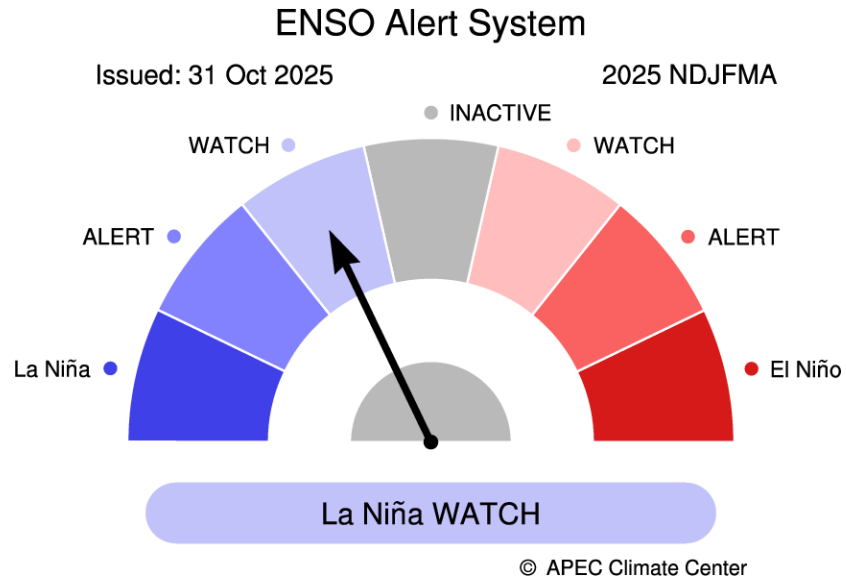 ENSO Alert System
Issued: 31 Oct 2025
2025 NDJFMA
INACTIVE
WATCH
WATCH
ALERT
ALERT
La Niña
El Niño
La Niña WATCH
© APEC Climate Center